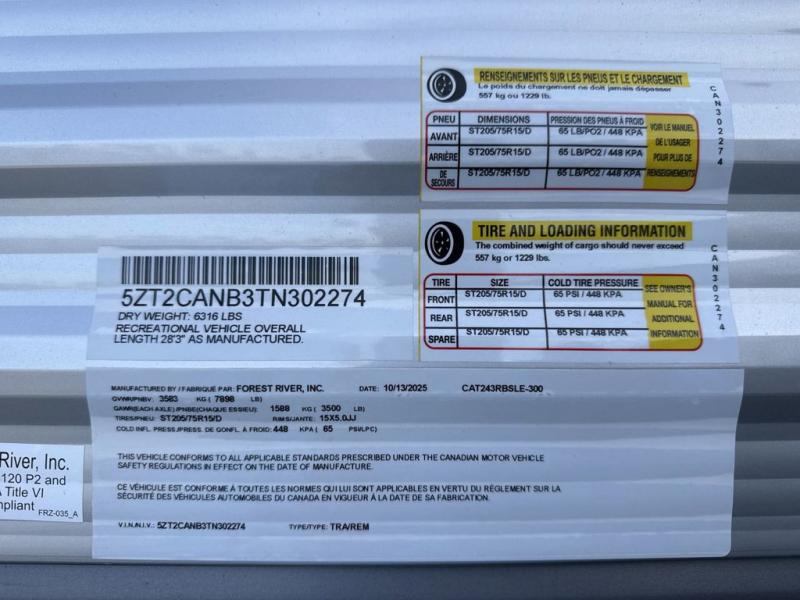 RENSEIGNEMENTS SUR LES PNEUS ET LE CHARGEMENT
Le poids du chargement ne doit jamais dépasser
557 kg ou 1229 lb.
PNEU DIMENSIONS PRESSION DES PNEUS À FROID VOIR LE MANUEL DE L'USAGER POUR PLUS DE RENSEIGNEMENTS
AVANT ST205/75R15/D 65 LB/PO2 / 448 KPA
ARRIÈRE ST205/75R15/D 65 LB/PO2 / 448 KPA
DE SECOURS ST205/75R15/D 65 LB/PO2 / 448 KPA
CAN302274
TIRE AND LOADING INFORMATION
The combined weight of cargo should never exceed
557 kg or 1229 lbs.
TIRE SIZE COLD TIRE PRESSURE SEE OWNER'S MANUAL FOR ADDITIONAL INFORMATION
FRONT ST205/75R15/D 65 PSI / 448 KPA
REAR ST205/75R15/D 65 PSI / 448 KPA
SPARE ST205/75R15/D 65 PSI / 448 KPA
CAN302274
5ZT2CANB3TN302274
DRY WEIGHT: 6316 LBS
RECREATIONAL VEHICLE OVERALL
LENGTH 28'3" AS MANUFACTURED.
MANUFACTURED BY / FABRIQUÉ PAR: FOREST RIVER, INC. DATE: 10/13/2025 CAT243RBSLE-300
GVWR/PNBV: 3583 KG ( 7898 LB)
GAWR(EACH AXLE)/PNBE(CHAQUE ESSIEU): 1588 KG ( 3500 LB)
TIRES/PNEU: ST205/75R15/D RIMS/JANTE: 15X5.0JJ
COLD INFL. PRESS./PRESS. DE GONFL. À FROID: 448 KPA ( 65 PSI/LPC)
THIS VEHICLE CONFORMS TO ALL APPLICABLE STANDARDS PRESCRIBED UNDER THE CANADIAN MOTOR VEHICLE
SAFETY REGULATIONS IN EFFECT ON THE DATE OF MANUFACTURE.
CE VÉHICULE EST CONFORME À TOUTES LES NORMES QUI LUI SONT APPLICABLES EN VERTU DU RÈGLEMENT SUR LA
SÉCURITÉ DES VÉHICULES AUTOMOBILES DU CANADA EN VIGUEUR À LA DATE DE SA FABRICATION.
V.I.N./N.I.V.: 5ZT2CANB3TN302274 TYPE/TYPE: TRA/REM
River, Inc.
120 P2 and
Title VI
mpliant FRZ-035_A